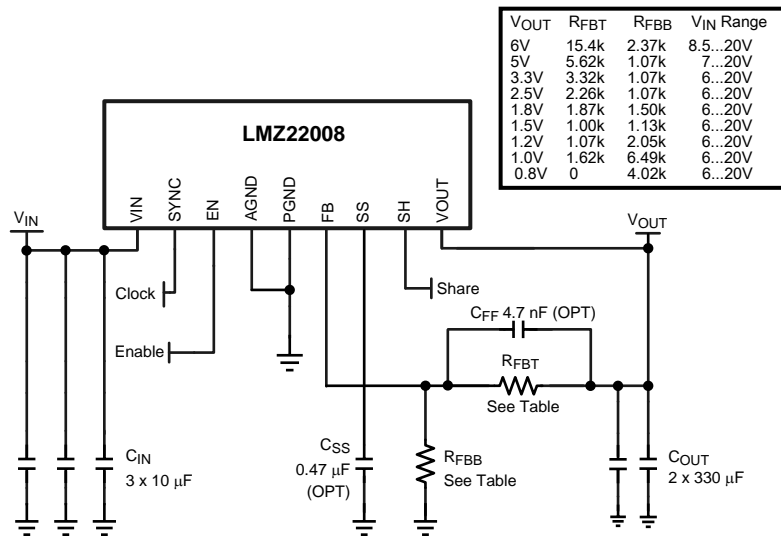 VOUT RFBT RFBB VIN Range
6V 15.4k 2.37k 8.5...20V
5V 5.62k 1.07k 7...20V
3.3V 3.32k 1.07k 6...20V
2.5V 2.26k 1.07k 6...20V
1.8V 1.87k 1.50k 6...20V
1.5V 1.00k 1.13k 6...20V
1.2V 1.07k 2.05k 6...20V
1.0V 1.62k 6.49k 6...20V
0.8V 0 4.02k 6...20V
LMZ22008
VIN SYNC EN AGND PGND FB SS SH VOUT
VIN
VOUT
Clock
Share
Enable
CFF 4.7 nF (OPT)
RFBT
See Table
CIN
3 x 10 μF
CSS
0.47 μF
(OPT)
RFBB
See Table
COUT
2 x 330 μF